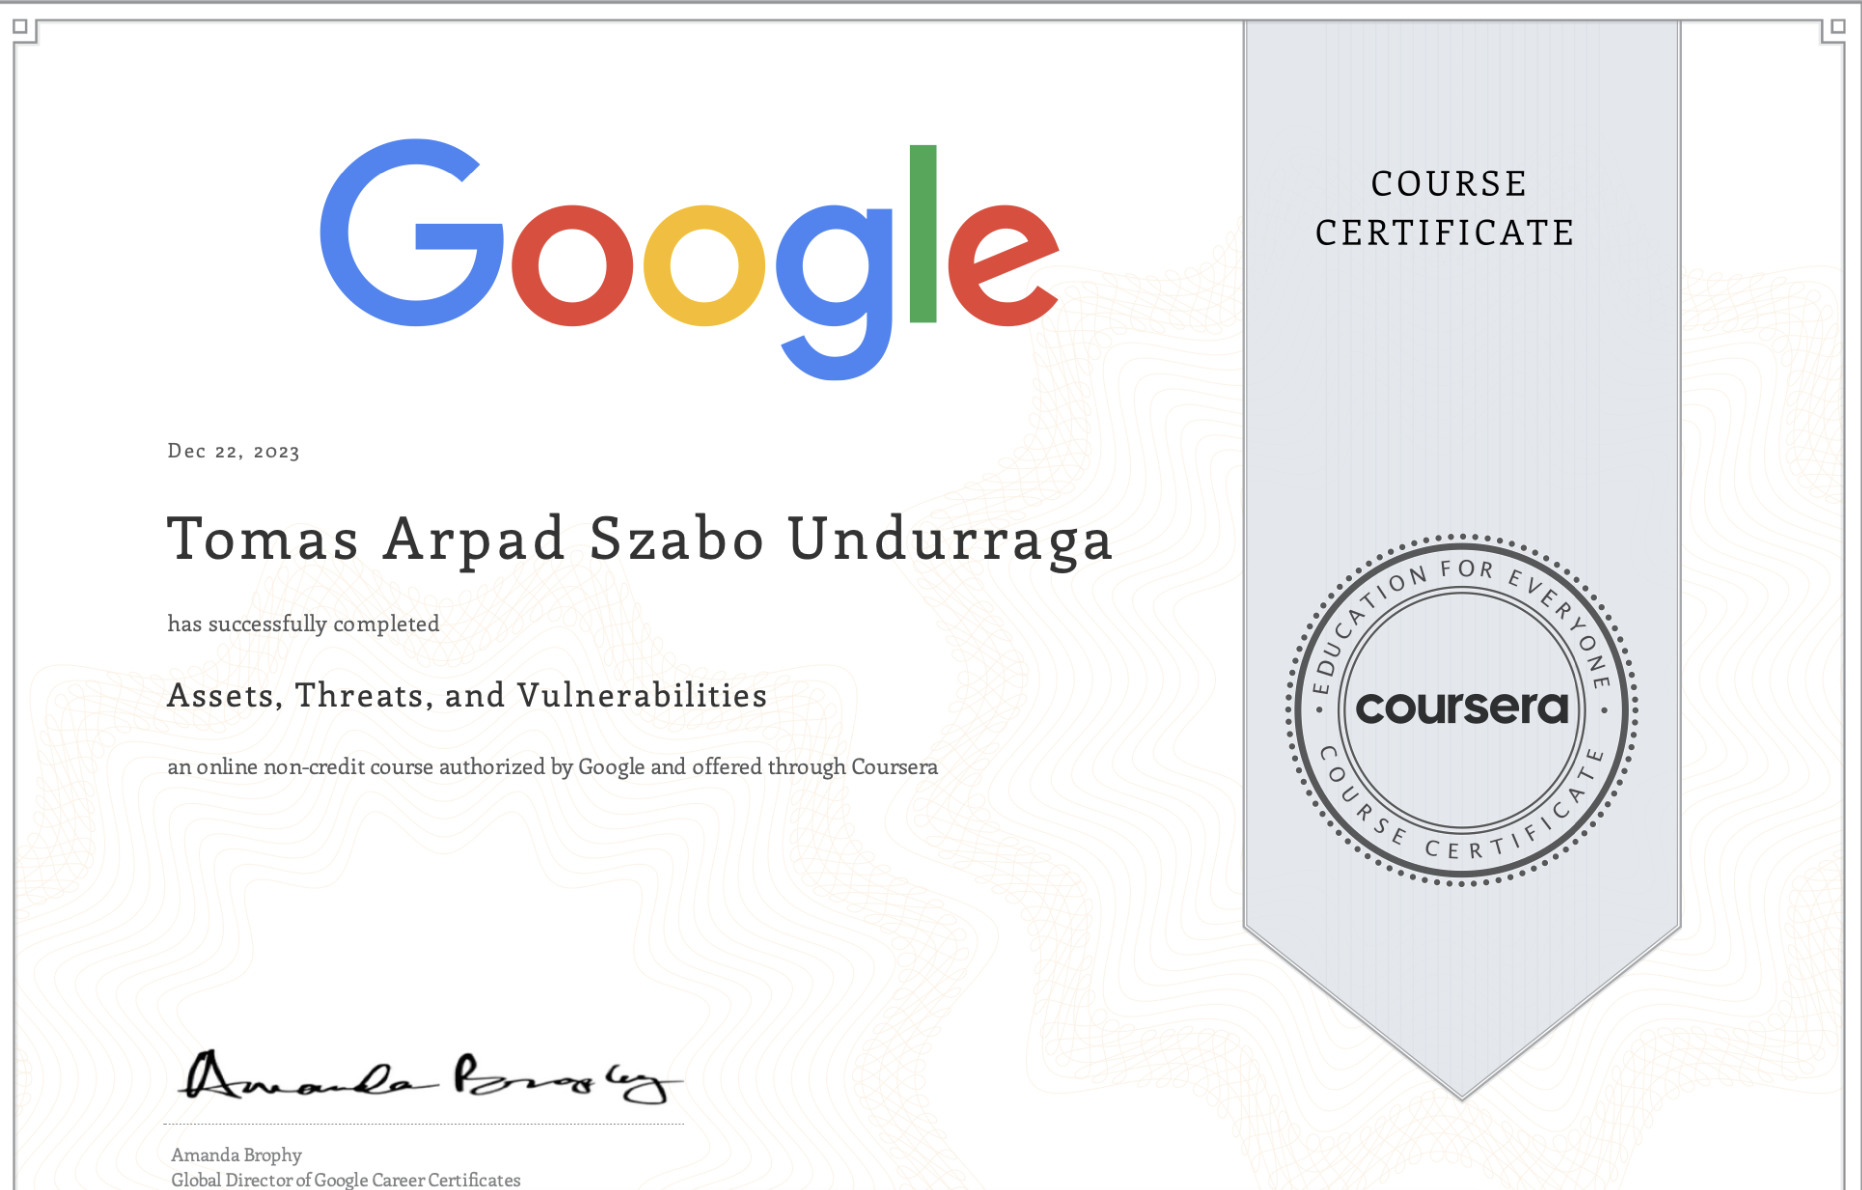 Google
COURSE
CERTIFICATE
Dec 22, 2023
Tomas Arpad Szabo Undurraga
has successfully completed
Assets, Threats, and Vulnerabilities
an online non-credit course authorized by Google and offered through Coursera
EDUCATION FOR EVERYONE
coursera
COURSE CERTIFICATE
Amanda Brophy
Amanda Brophy
Global Director of Google Career Certificates